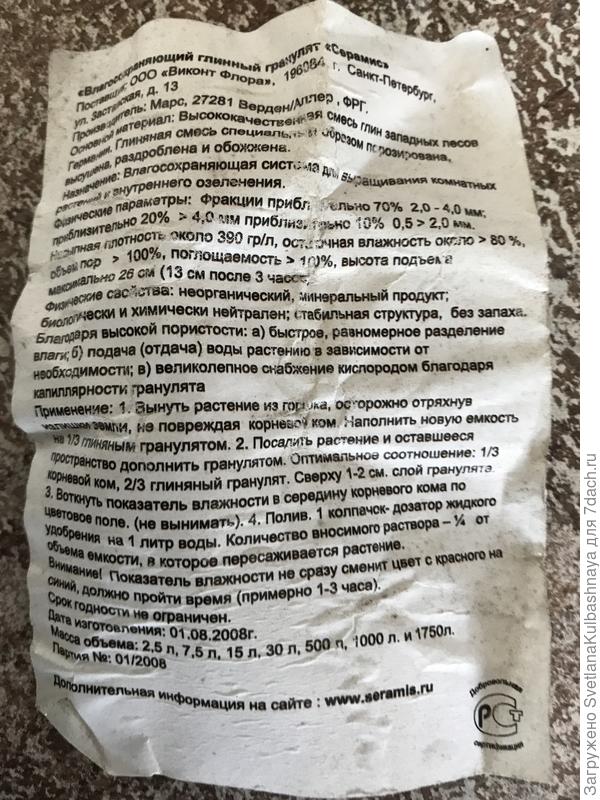 «Влагосохраняющий глинный гранулят «Серамис»
Поставщик: ООО «Виконт Флора», 196084, г. Санкт-Петербург,
ул. Заставская, д. 13
Производитель: Марс, 27281 Верден/Аллер, ФРГ.
Основной материал: Высококачественная смесь глин западных лесов
Германии. Глиняная смесь специальным образом порозирована,
высушена, раздроблена и обожжена.
Назначение: Влагосохраняющая система для выращивания комнатных
растений и внутреннего озеленения.
Физические параметры: Фракции приблизительно 70% 2,0 - 4,0 мм;
приблизительно 20% > 4,0 мм приблизительно 10% 0,5 > 2,0 мм.
Насыпная плотность около 390 гр/л, остаточная влажность около > 80 %,
объем пор > 100%, поглощаемость > 100%, высота подъема
максимально 26 см (13 см после 3 часов;
Физические свойства: неорганический, минеральный продукт;
биологически и химически нейтрален; стабильная структура, без запаха.
Благодаря высокой пористости: а) быстрое, равномерное разделение
влаги; б) подача (отдача) воды растению в зависимости от
необходимости; в) великолепное снабжение кислородом благодаря
капиллярности гранулята
Применение: 1. Вынуть растение из горшка, осторожно отряхнув
излишки земли, не повреждая корневой ком. Наполнить новую емкость
на 1/3 глиняным гранулятом. 2. Посадить растение и оставшееся
пространство дополнить гранулятом. Оптимальное соотношение: 1/3
корневой ком, 2/3 глиняный гранулят. Сверху 1-2 см. слой гранулята.
3. Воткнуть показатель влажности в середину корневого кома по
цветовое поле. (не вынимать). 4. Полив. 1 колпачск- дозатор жидкого
удобрения на 1 литр воды. Количество вносимого раствора – ¼ от
объема емкости, в которое пересаживается растение.
Внимание! Показатель влажности не сразу сменит цвет с красного на
синий, должно пройти время (примерно 1-3 часа).
Срок годности не ограничен.
Дата изготовления: 01.08.2008г.
Масса объема: 2,5 л, 7,5 л, 15 л, 30 л, 500 л, 1000 л. и 1750л.
Партия №: 01/2008
Дополнительная информация на сайте : www.seramis.ru
Добровольная
РСТ
сертификация
Загружено SvetlanaKulbashnaya для 7dach.ru